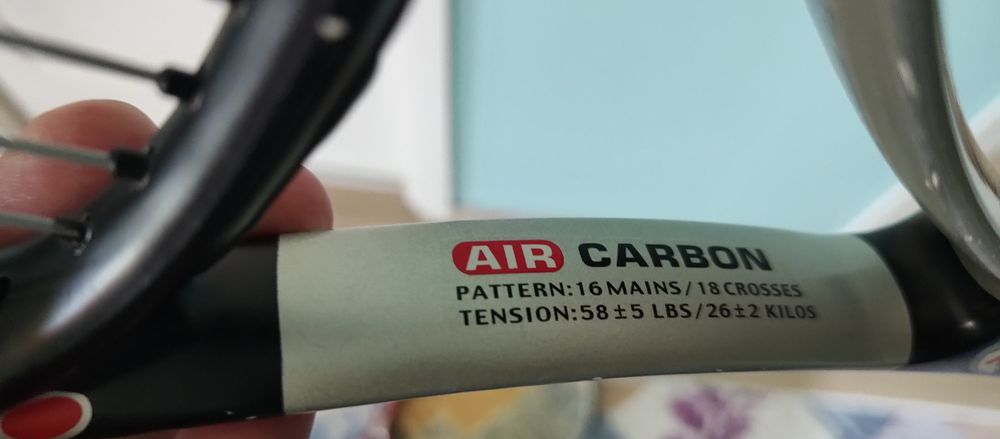 AIR CARBON
PATTERN:16 MAINS/18 CROSSES
TENSION:58±5 LBS/26±2 KILOS